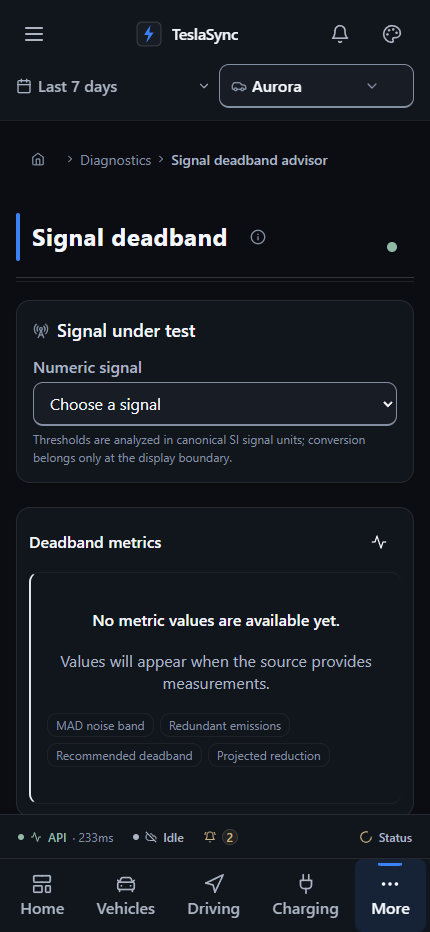 TeslaSync
Last 7 days
Aurora
Diagnostics
Signal deadband advisor
Signal deadband
Signal under test
Numeric signal
Choose a signal
Thresholds are analyzed in canonical SI signal units; conversion
belongs only at the display boundary.
Deadband metrics
No metric values are available yet.
Values will appear when the source provides
measurements.
MAD noise band
Redundant emissions
Recommended deadband
Projected reduction
API · 233ms
Idle
2
Status
Home
Vehicles
Driving
Charging
More